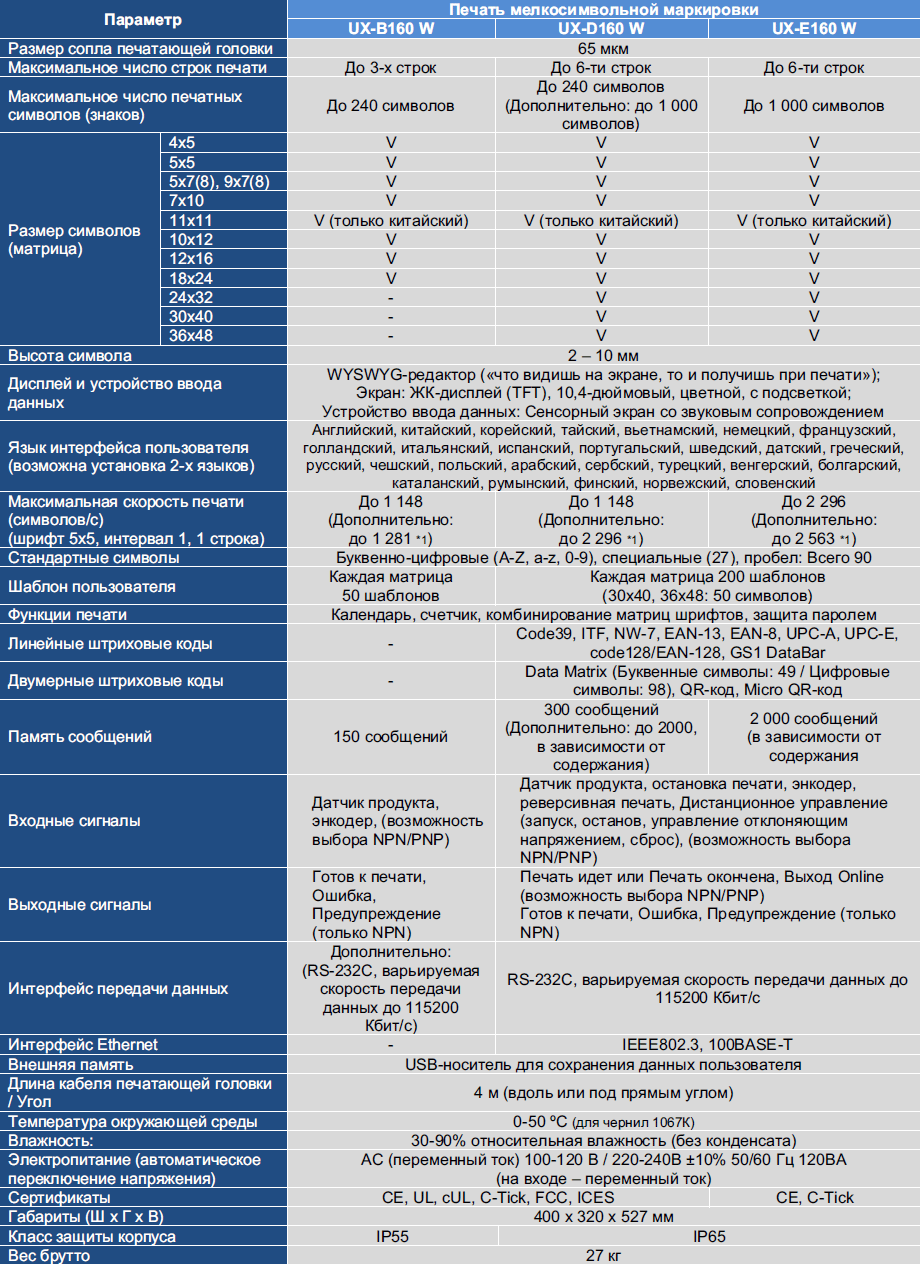 Параметр
Печать мелкосимвольной маркировки
UX-B160 W UX-D160 W UX-E160 W
Размер сопла печатающей головки 65 мкм
Максимальное число строк печати До 3-х строк До 6-ти строк До 6-ти строк
Максимальное число печатных
символов (знаков)
До 240 символов
До 240 символов
(Дополнительно: до 1 000
символов)
До 1 000 символов
Размер символов
(матрица)
4x5 V V V
5x5 V V V
5x7(8), 9x7(8) V V V
7x10 V V V
11x11 V (только китайский) V (только китайский) V (только китайский)
10x12 V V V
12x16 V V V
18x24 V V V
24x32 - V V
30x40 - V V
36x48 - V V
Высота символа 2 – 10 мм
Дисплей и устройство ввода
данных
WYSWYG-редактор («что видишь на экране, то и получишь при печати»);
Экран: ЖК-дисплей (TFT), 10,4-дюймовый, цветной, с подсветкой;
Устройство ввода данных: Сенсорный экран со звуковым сопровождением
Язык интерфейса пользователя
(возможна установка 2-х языков)
Английский, китайский, корейский, тайский, вьетнамский, немецкий, французский,
голландский, итальянский, испанский, португальский, шведский, датский, греческий,
русский, чешский, польский, арабский, сербский, турецкий, венгерский, болгарский,
каталанский, румынский, финский, норвежский, словенский
Максимальная скорость печати
(символов/с)
(шрифт 5x5, интервал 1, 1 строка)
До 1 148
(Дополнительно:
до 1 281 *1)
До 1 148
(Дополнительно:
до 2 296 *1)
До 2 296
(Дополнительно:
до 2 563 *1)
Стандартные символы Буквенно-цифровые (A-Z, a-z, 0-9), специальные (27), пробел: Всего 90
Шаблон пользователя
Каждая матрица
50 шаблонов
Каждая матрица 200 шаблонов
(30x40, 36x48: 50 символов)
Функции печати Календарь, счетчик, комбинирование матриц шрифтов, защита паролем
Линейные штриховые коды
-
Code39, ITF, NW-7, EAN-13, EAN-8, UPC-A, UPC-E,
code128/EAN-128, GS1 DataBar
Двумерные штриховые коды
-
Data Matrix (Буквенные символы: 49 / Цифровые
символы: 98), QR-код, Micro QR-код
Память сообщений
150 сообщений
300 сообщений
(Дополнительно: до 2000,
в зависимости от
содержания)
2 000 сообщений
(в зависимости от
содержания
Входные сигналы
Датчик продукта,
энкодер, (возможность
выбора NPN/PNP)
Датчик продукта, остановка печати, энкодер,
реверсивная печать, Дистанционное управление
(запуск, останов, управление отклоняющим
напряжением, сброс), (возможность выбора
NPN/PNP)
Выходные сигналы
Готов к печати,
Ошибка,
Предупреждение
(только NPN)
Печать идет или Печать окончена, Выход Online
(возможность выбора NPN/PNP)
Готов к печати, Ошибка, Предупреждение (только
NPN)
Интерфейс передачи данных
Дополнительно:
(RS-232C, варьируемая
скорость передачи
данных до 115200
Кбит/с)
RS-232C, варьируемая скорость передачи данных до
115200 Кбит/с
Интерфейс Ethernet - IEEE802.3, 100BASE-T
Внешняя память USB-носитель для сохранения данных пользователя
Длина кабеля печатающей головки
/ Угол
4 м (вдоль или под прямым углом)
Температура окружающей среды 0-50 ºC (для чернил 1067К)
Влажность: 30-90% относительная влажность (без конденсата)
Электропитание (автоматическое
переключение напряжения)
АС (переменный ток) 100-120 В / 220-240В ±10% 50/60 Гц 120ВА
(на входе – переменный ток)
Сертификаты CE, UL, cUL, C-Tick, FCC, ICES CE, C-Tick
Габариты (Ш x Г x В) 400 x 320 x 527 мм
Класс защиты корпуса IP55 IP65
Вес брутто 27 кг